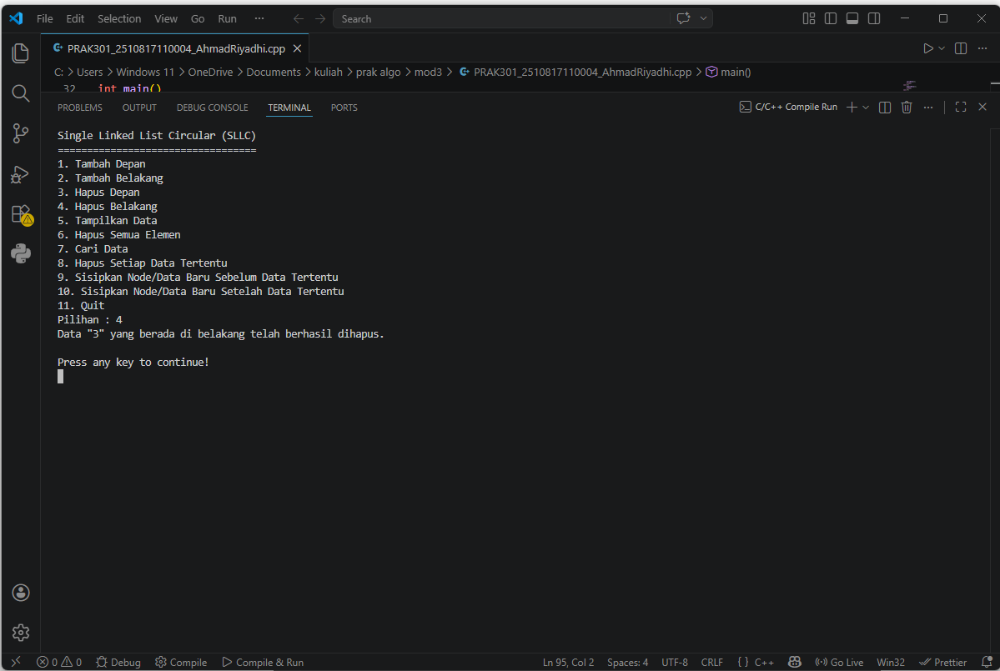 File Edit Selection View Go Run ··· Search
PRAK301_2510817110004_AhmadRiyadhi.cpp
C: > Users > Windows 11 > OneDrive > Documents > kuliah > prak algo > mod3 > PRAK301_2510817110004_AhmadRiyadhi.cpp > main()
32 int main()
PROBLEMS OUTPUT DEBUG CONSOLE TERMINAL PORTS C/C++ Compile Run
Single Linked List Circular (SLLC)
==================================
1. Tambah Depan
2. Tambah Belakang
3. Hapus Depan
4. Hapus Belakang
5. Tampilkan Data
6. Hapus Semua Elemen
7. Cari Data
8. Hapus Setiap Data Tertentu
9. Sisipkan Node/Data Baru Sebelum Data Tertentu
10. Sisipkan Node/Data Baru Setelah Data Tertentu
11. Quit
Pilihan : 4
Data "3" yang berada di belakang telah berhasil dihapus.
Press any key to continue!
0 0 Debug Compile Compile & Run Ln 95, Col 2 Spaces: 4 UTF-8 CRLF { } C++ Go Live Win32 Prettier